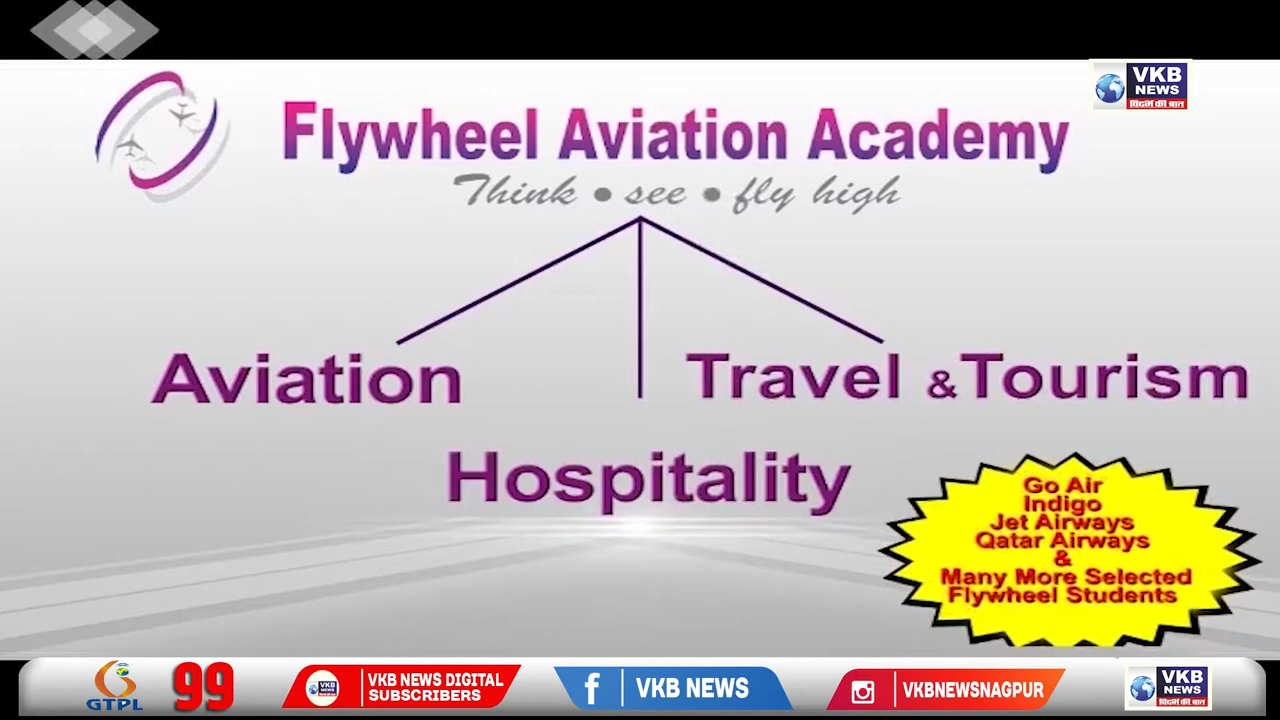 VKB
NEWS
विदर्भ की बात
Flywheel Aviation Academy
Think • see • fly high
Aviation
Travel & Tourism
Hospitality
Go Air
Indigo
Jet Airways
Qatar Airways
&
Many More Selected
Flywheel Students
GTPL
99
VKB
NEWS
VKB NEWS DIGITAL
SUBSCRIBERS
f
VKB NEWS
VKBNEWSNAGPUR
VKB
NEWS
विदर्भ की बात